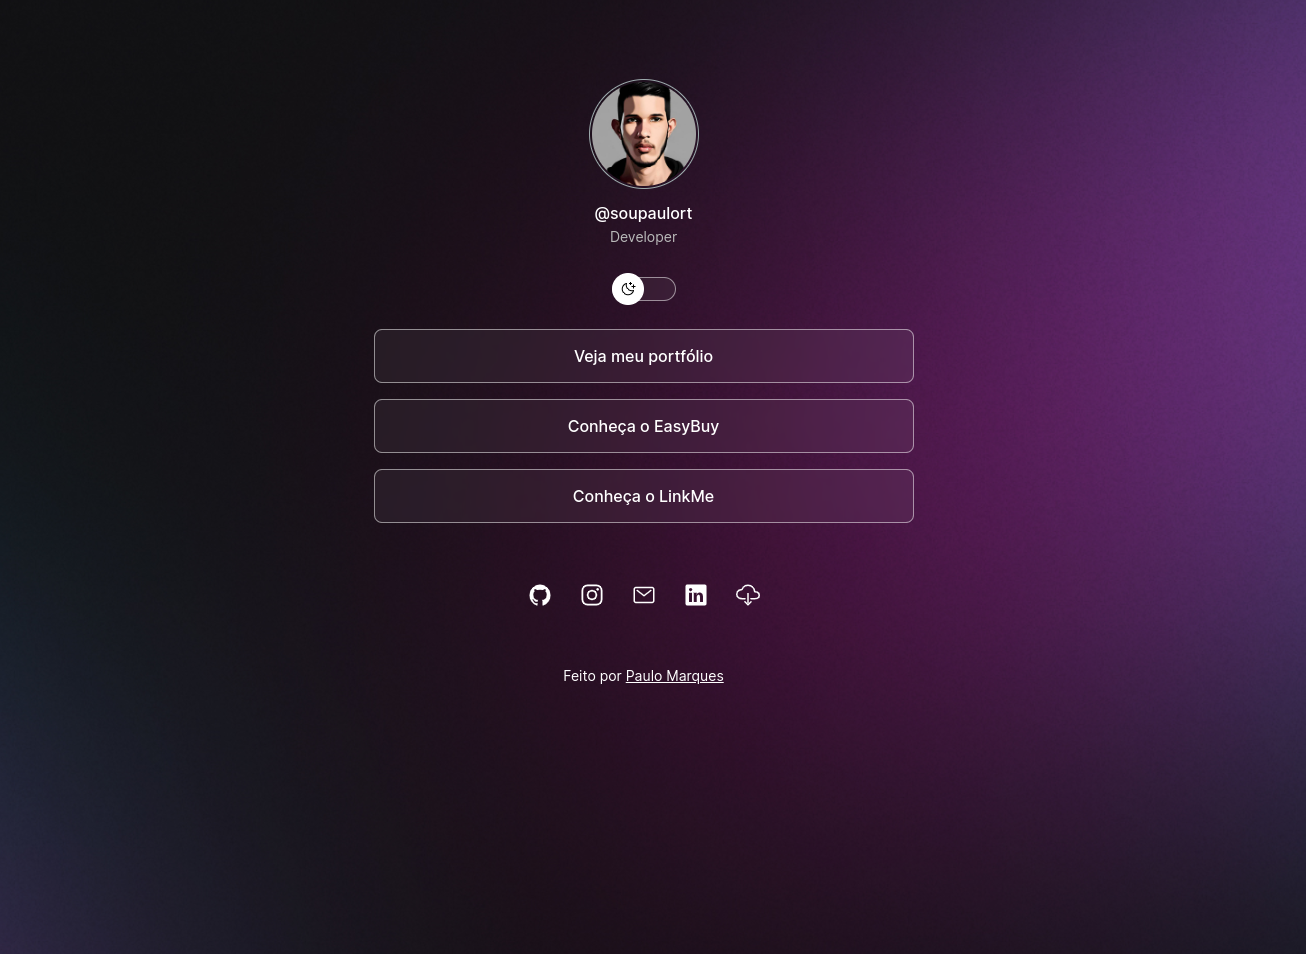 @soupaulort
Developer
Veja meu portfólio
Conheça o EasyBuy
Conheça o LinkMe
Feito por Paulo Marques